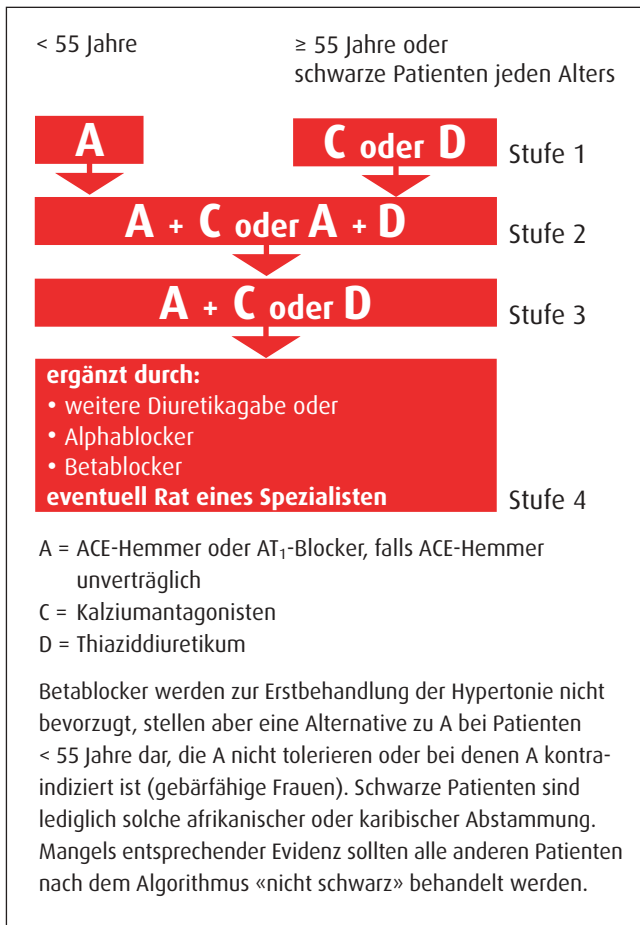 < 55 Jahre
≥ 55 Jahre oder
schwarze Patienten jeden Alters
A
C oder D
Stufe 1
A + C oder A + D
Stufe 2
A + C oder D
Stufe 3
ergänzt durch:
• weitere Diuretikagabe oder
• Alphablocker
• Betablocker
eventuell Rat eines Spezialisten
Stufe 4
A = ACE-Hemmer oder AT₁-Blocker, falls ACE-Hemmer
unverträglich
C = Kalziumantagonisten
D = Thiaziddiuretikum
Betablocker werden zur Erstbehandlung der Hypertonie nicht
bevorzugt, stellen aber eine Alternative zu A bei Patienten
< 55 Jahre dar, die A nicht tolerieren oder bei denen A kontra-
indiziert ist (gebärfähige Frauen). Schwarze Patienten sind
lediglich solche afrikanischer oder karibischer Abstammung.
Mangels entsprechender Evidenz sollten alle anderen Patienten
nach dem Algorithmus «nicht schwarz» behandelt werden.